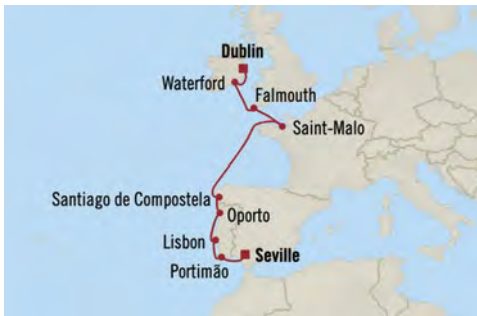 Dublin
Waterford
Falmouth
Saint-Malo
Santiago de Compostela
Oporto
Lisbon
Seville
Portimão